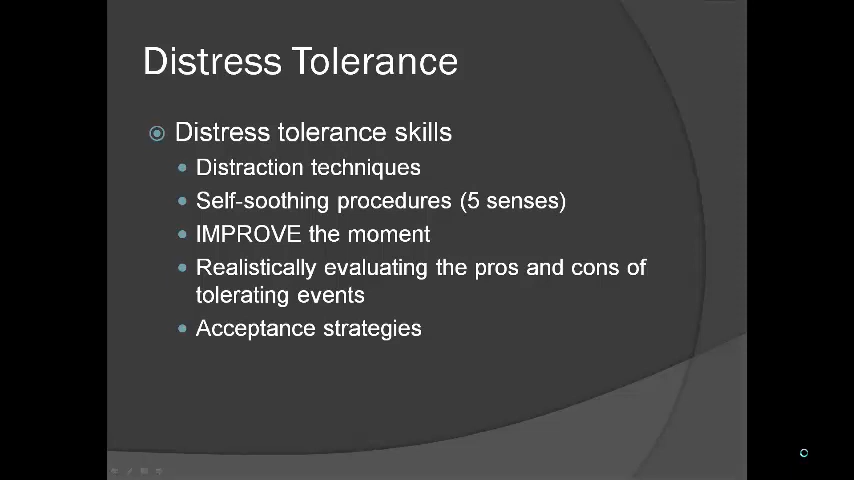 Distress Tolerance
Distress tolerance skills
Distraction techniques
Self-soothing procedures (5 senses)
IMPROVE the moment
Realistically evaluating the pros and cons of
tolerating events
Acceptance strategies